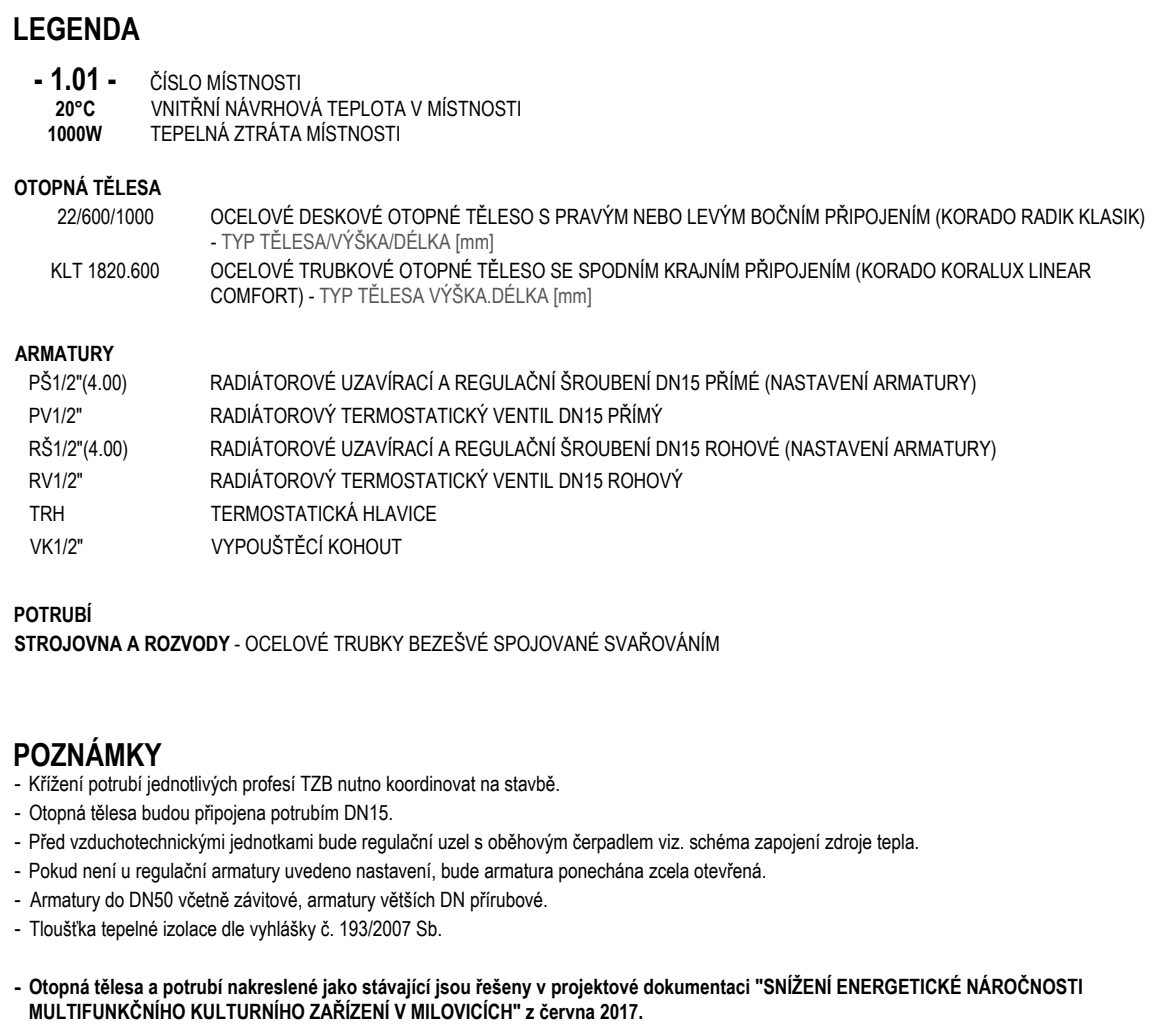 LEGENDA
- 1.01 - ČÍSLO MÍSTNOSTI
20°C VNITŘNÍ NÁVRHOVÁ TEPLOTA V MÍSTNOSTI
1000W TEPELNÁ ZTRÁTA MÍSTNOSTI
OTOPNÁ TĚLESA
22/600/1000 OCELOVÉ DESKOVÉ OTOPNÉ TĚLESO S PRAVÝM NEBO LEVÝM BOČNÍM PŘIPOJENÍM (KORADO RADIK KLASIK)
- TYP TĚLESA/VÝŠKA/DÉLKA [mm]
KLT 1820.600 OCELOVÉ TRUBKOVÉ OTOPNÉ TĚLESO SE SPODNÍM KRAJNÍM PŘIPOJENÍM (KORADO KORALUX LINEAR
COMFORT) - TYP TĚLESA VÝŠKA.DÉLKA [mm]
ARMATURY
PŠ1/2"(4.00) RADIÁTOROVÉ UZAVÍRACÍ A REGULAČNÍ ŠROUBENÍ DN15 PŘÍMÉ (NASTAVENÍ ARMATURY)
PV1/2" RADIÁTOROVÝ TERMOSTATICKÝ VENTIL DN15 PŘÍMÝ
RŠ1/2"(4.00) RADIÁTOROVÉ UZAVÍRACÍ A REGULAČNÍ ŠROUBENÍ DN15 ROHOVÉ (NASTAVENÍ ARMATURY)
RV1/2" RADIÁTOROVÝ TERMOSTATICKÝ VENTIL DN15 ROHOVÝ
TRH TERMOSTATICKÁ HLAVICE
VK1/2" VYPOUŠTĚCÍ KOHOUT
POTRUBÍ
STROJOVNA A ROZVODY - OCELOVÉ TRUBKY BEZEŠVÉ SPOJOVANÉ SVAŘOVÁNÍM
POZNÁMKY
- Křížení potrubí jednotlivých profesí TZB nutno koordinovat na stavbě.
- Otopná tělesa budou připojena potrubím DN15.
- Před vzduchotechnickými jednotkami bude regulační uzel s oběhovým čerpadlem viz. schéma zapojení zdroje tepla.
- Pokud není u regulační armatury uvedeno nastavení, bude armatura ponechána zcela otevřená.
- Armatury do DN50 včetně závitové, armatury větších DN přírubové.
- Tloušťka tepelné izolace dle vyhlášky č. 193/2007 Sb.
- Otopná tělesa a potrubí nakreslené jako stávající jsou řešeny v projektové dokumentaci "SNÍŽENÍ ENERGETICKÉ NÁROČNOSTI
MULTIFUNKČNÍHO KULTURNÍHO ZAŘÍZENÍ V MILOVICÍCH" z června 2017.